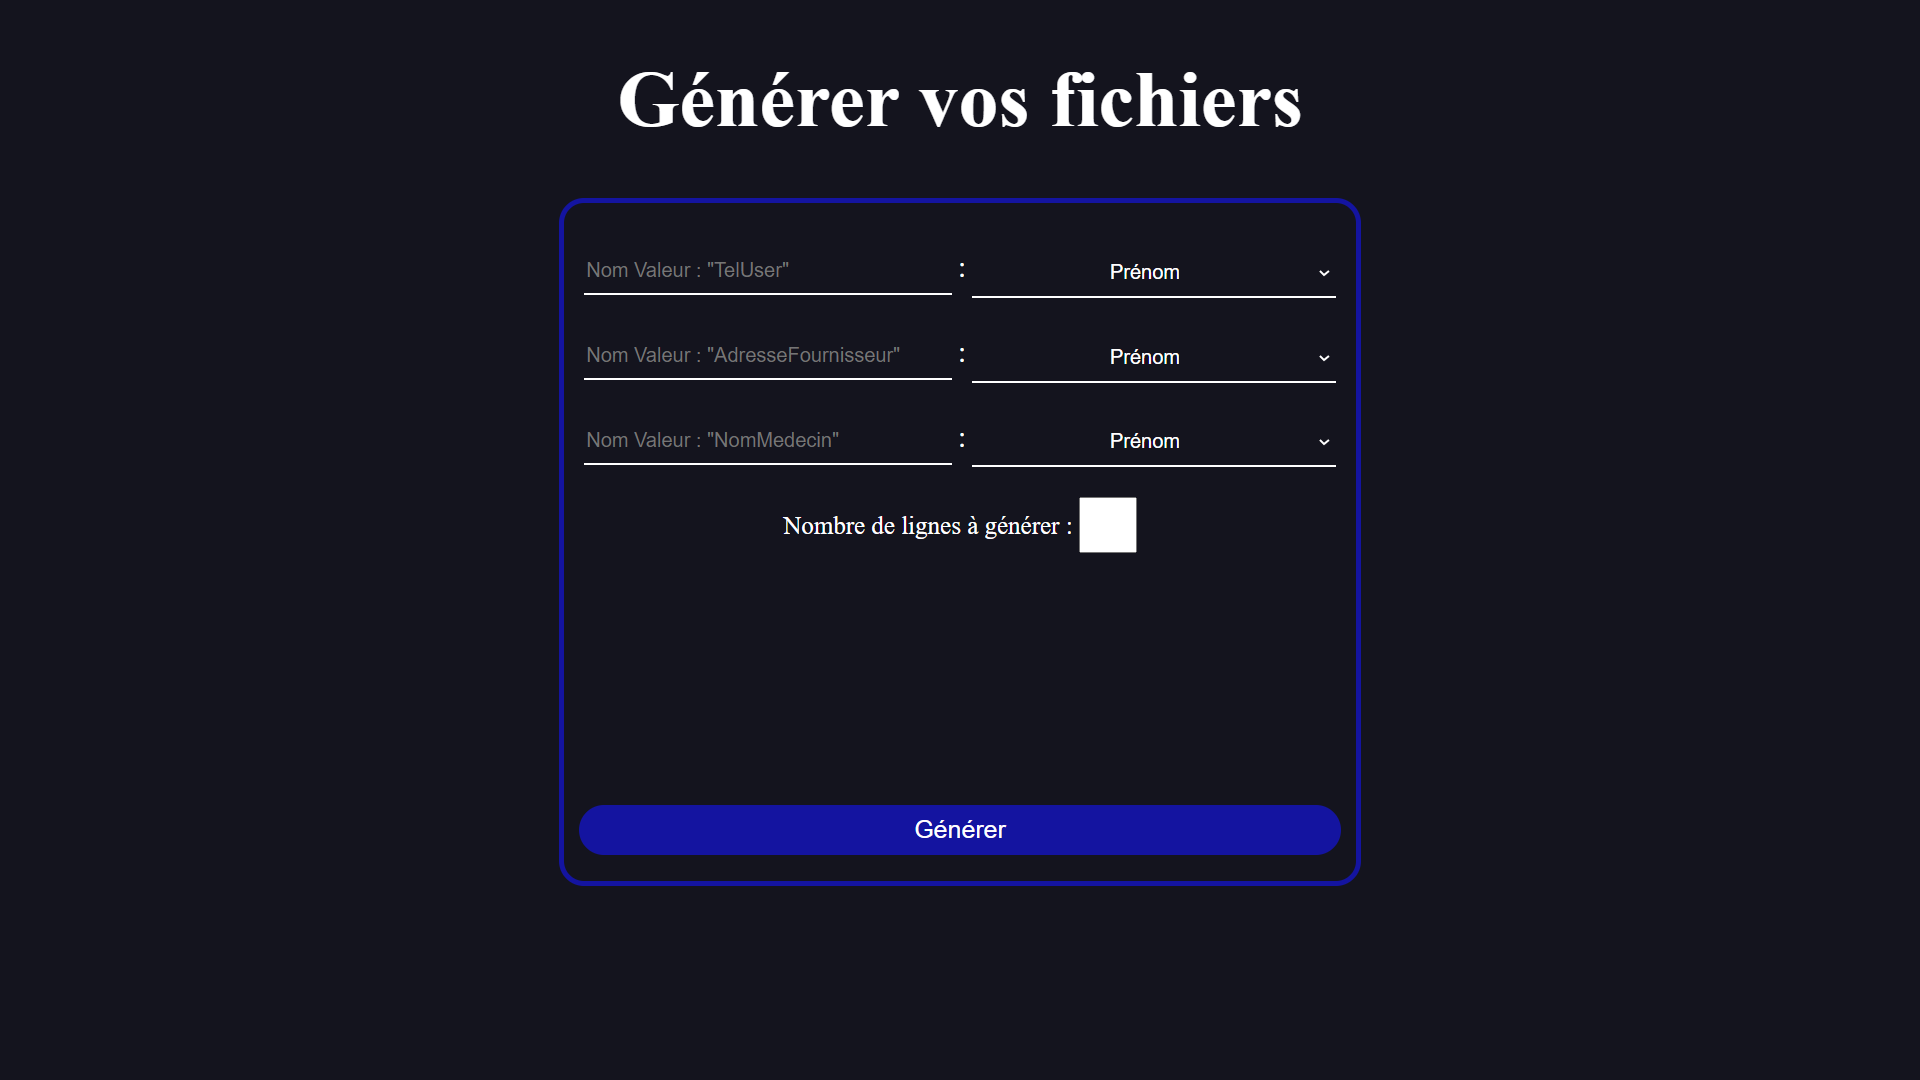 Générer vos fichiers
Nom Valeur : "TelUser" : Prénom
Nom Valeur : "AdresseFournisseur" : Prénom
Nom Valeur : "NomMedecin" : Prénom
Nombre de lignes à générer :
Générer